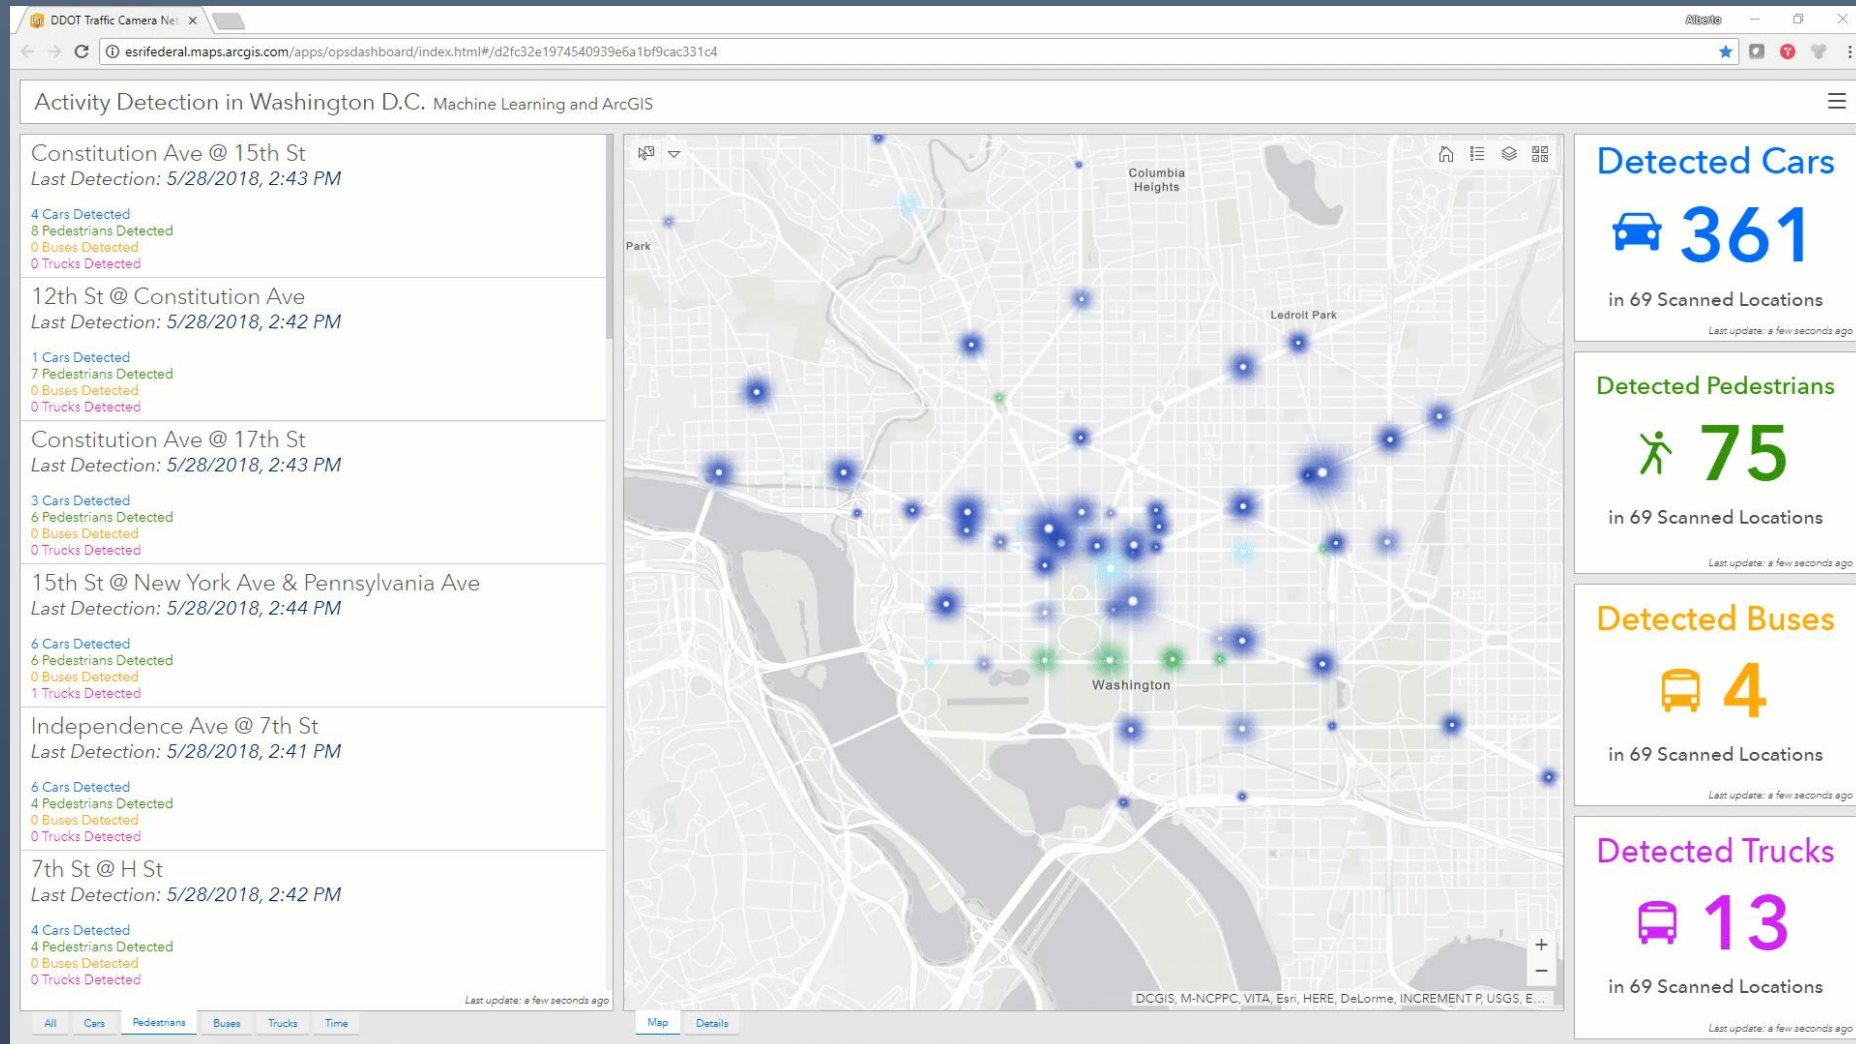 DDOT Traffic Camera Net
Alberto
esrifederal.maps.arcgis.com/apps/opsdashboard/index.html#/d2fc32e1974540939e6a1bf9cac331c4
Activity Detection in Washington D.C. Machine Learning and ArcGIS
Constitution Ave @ 15th St
Last Detection: 5/28/2018, 2:43 PM
4 Cars Detected
8 Pedestrians Detected
0 Buses Detected
0 Trucks Detected
12th St @ Constitution Ave
Last Detection: 5/28/2018, 2:42 PM
1 Cars Detected
7 Pedestrians Detected
0 Buses Detected
0 Trucks Detected
Constitution Ave @ 17th St
Last Detection: 5/28/2018, 2:43 PM
3 Cars Detected
6 Pedestrians Detected
0 Buses Detected
0 Trucks Detected
15th St @ New York Ave & Pennsylvania Ave
Last Detection: 5/28/2018, 2:44 PM
6 Cars Detected
6 Pedestrians Detected
0 Buses Detected
1 Trucks Detected
Independence Ave @ 7th St
Last Detection: 5/28/2018, 2:41 PM
6 Cars Detected
4 Pedestrians Detected
0 Buses Detected
0 Trucks Detected
7th St @ H St
Last Detection: 5/28/2018, 2:42 PM
4 Cars Detected
4 Pedestrians Detected
0 Buses Detected
0 Trucks Detected
Last update: a few seconds ago
All Cars Pedestrians Buses Trucks Time
Columbia
Heights
Park
Ledroit Park
Washington
DCGIS, M-NCPPC, VITA, Esri, HERE, DeLorme, INCREMENT P, USGS, E...
Map Details
Detected Cars
361
in 69 Scanned Locations
Last update: a few seconds ago
Detected Pedestrians
75
in 69 Scanned Locations
Last update: a few seconds ago
Detected Buses
4
in 69 Scanned Locations
Last update: a few seconds ago
Detected Trucks
13
in 69 Scanned Locations
Last update: a few seconds ago